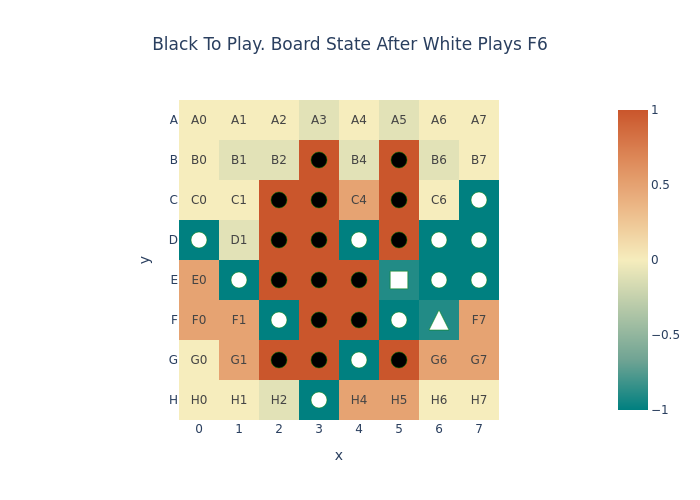 Black To Play. Board State After White Plays F6
A A0 A1 A2 A3 A4 A5 A6 A7
B B0 B1 B2 B4 B6 B7
C C0 C1 C4 C6
D D1
E E0
F F0 F1 F7
G G0 G1 G6 G7
H H0 H1 H2 H4 H5 H6 H7
0 1 2 3 4 5 6 7
x
y
1
0.5
0
−0.5
−1